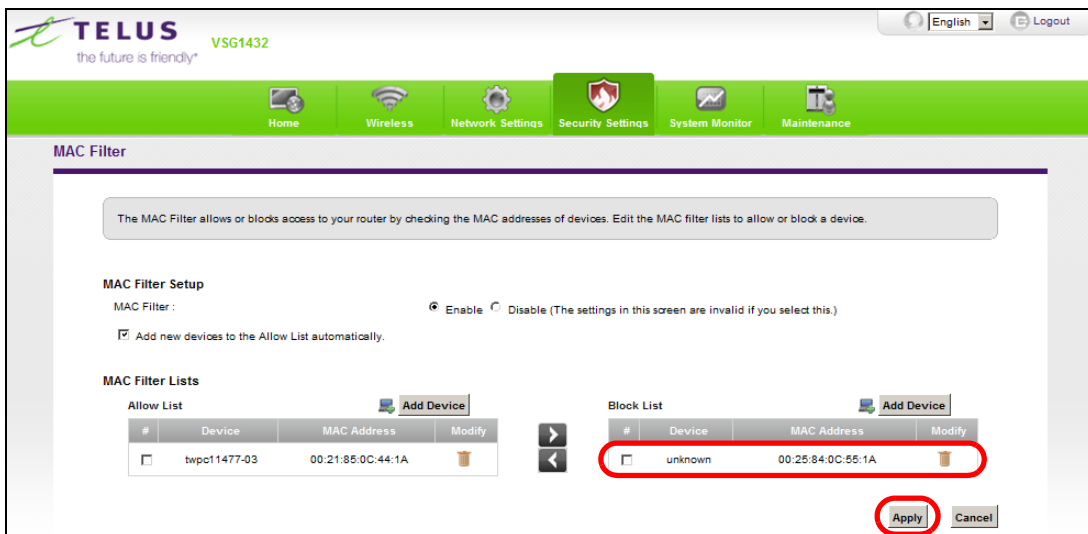 TELUS
the future is friendly*
VSG1432
English
Logout
Home
Wireless
Network Settings
Security Settings
System Monitor
Maintenance
MAC Filter
The MAC Filter allows or blocks access to your router by checking the MAC addresses of devices. Edit the MAC filter lists to allow or block a device.
MAC Filter Setup
MAC Filter :
Enable
Disable (The settings in this screen are invalid if you select this.)
Add new devices to the Allow List automatically.
MAC Filter Lists
Allow List
Add Device
# Device MAC Address Modify
twpc11477-03 00:21:85:0C:44:1A
Block List
Add Device
# Device MAC Address Modify
unknown 00:25:84:0C:55:1A
Apply
Cancel